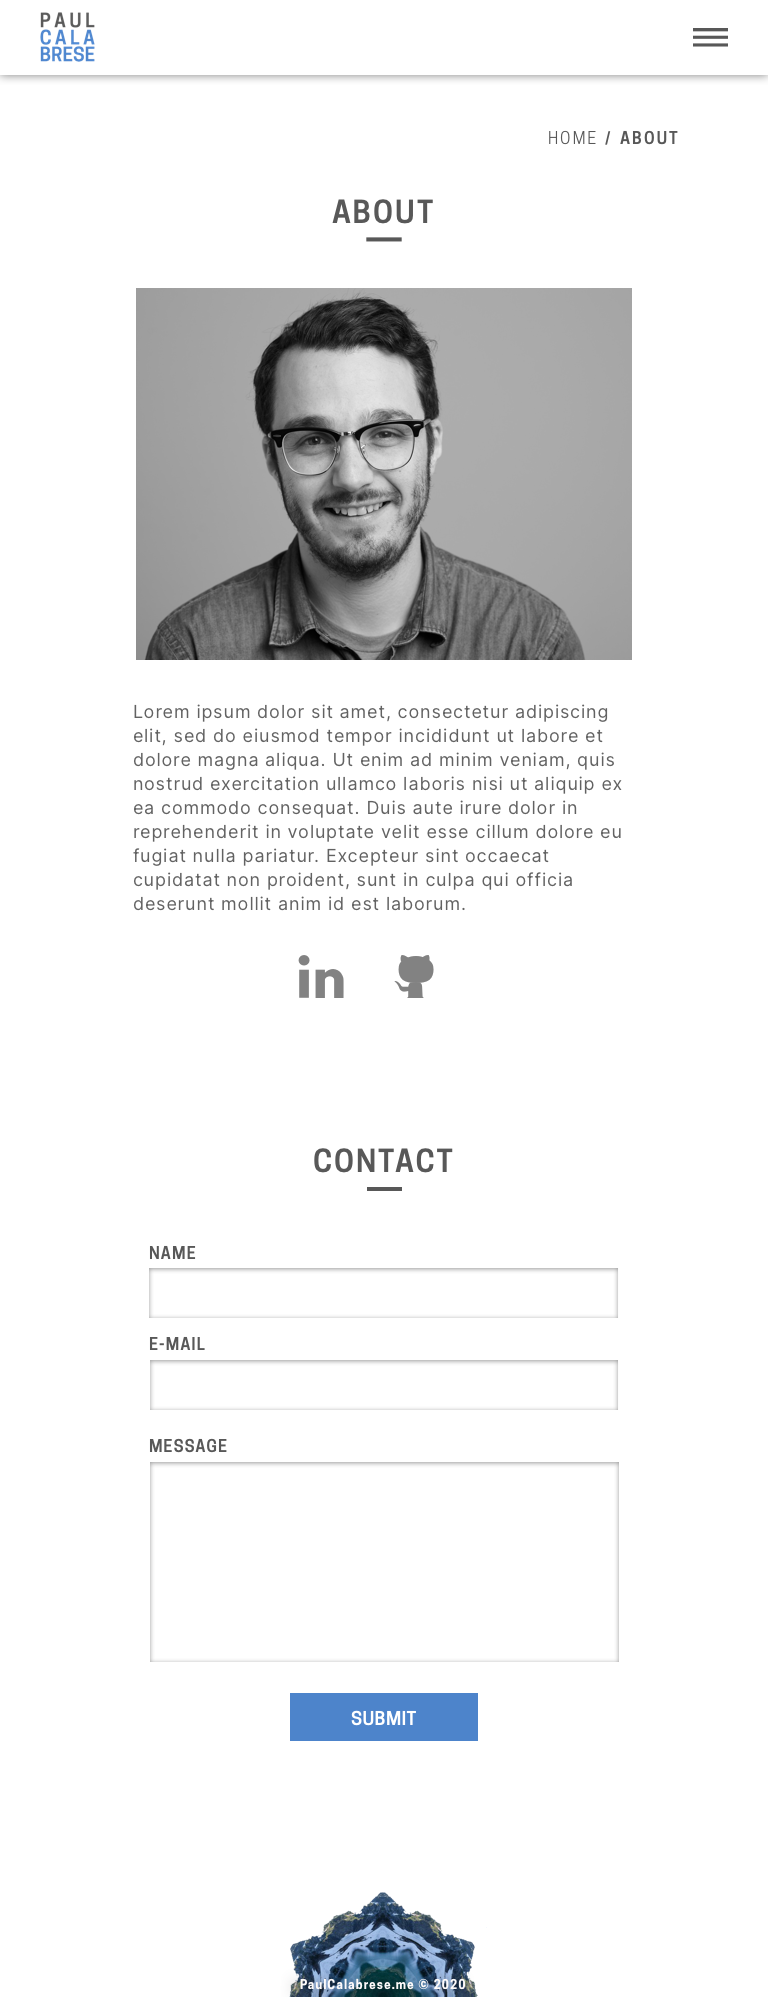 PAUL
CALA
BRESE
HOME / ABOUT
ABOUT
Lorem ipsum dolor sit amet, consectetur adipiscing
elit, sed do eiusmod tempor incididunt ut labore et
dolore magna aliqua. Ut enim ad minim veniam, quis
nostrud exercitation ullamco laboris nisi ut aliquip ex
ea commodo consequat. Duis aute irure dolor in
reprehenderit in voluptate velit esse cillum dolore eu
fugiat nulla pariatur. Excepteur sint occaecat
cupidatat non proident, sunt in culpa qui officia
deserunt mollit anim id est laborum.
in
CONTACT
NAME
E-MAIL
MESSAGE
SUBMIT
PaulCalabrese.me © 2020